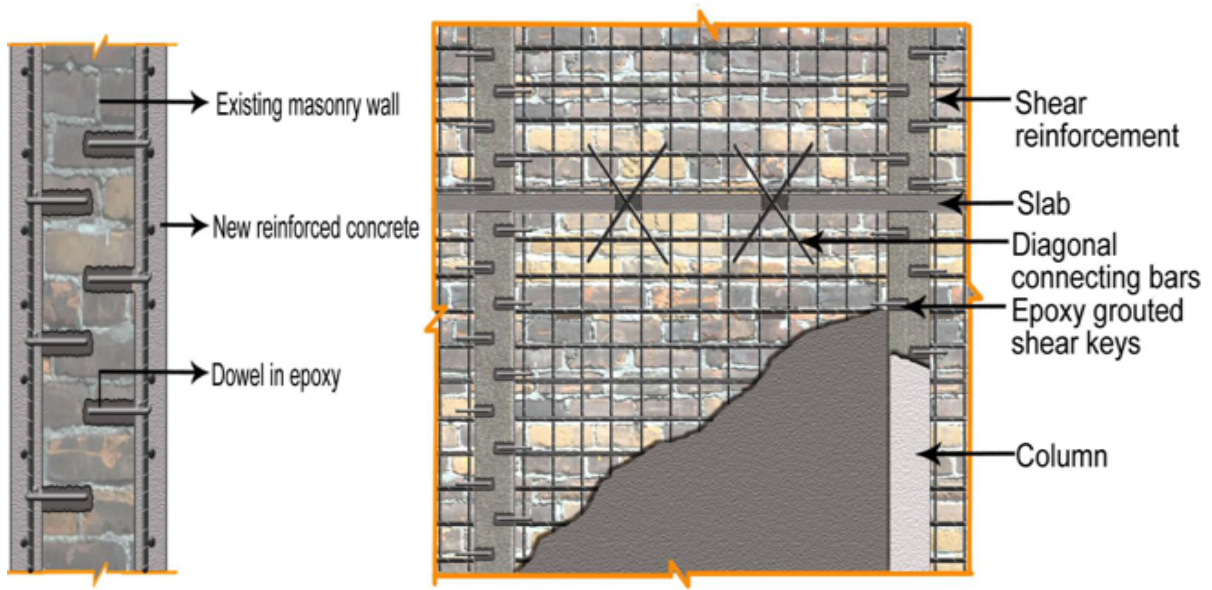 Existing masonry wall
New reinforced concrete
Dowel in epoxy
Shear
reinforcement
Slab
Diagonal
connecting bars
Epoxy grouted
shear keys
Column